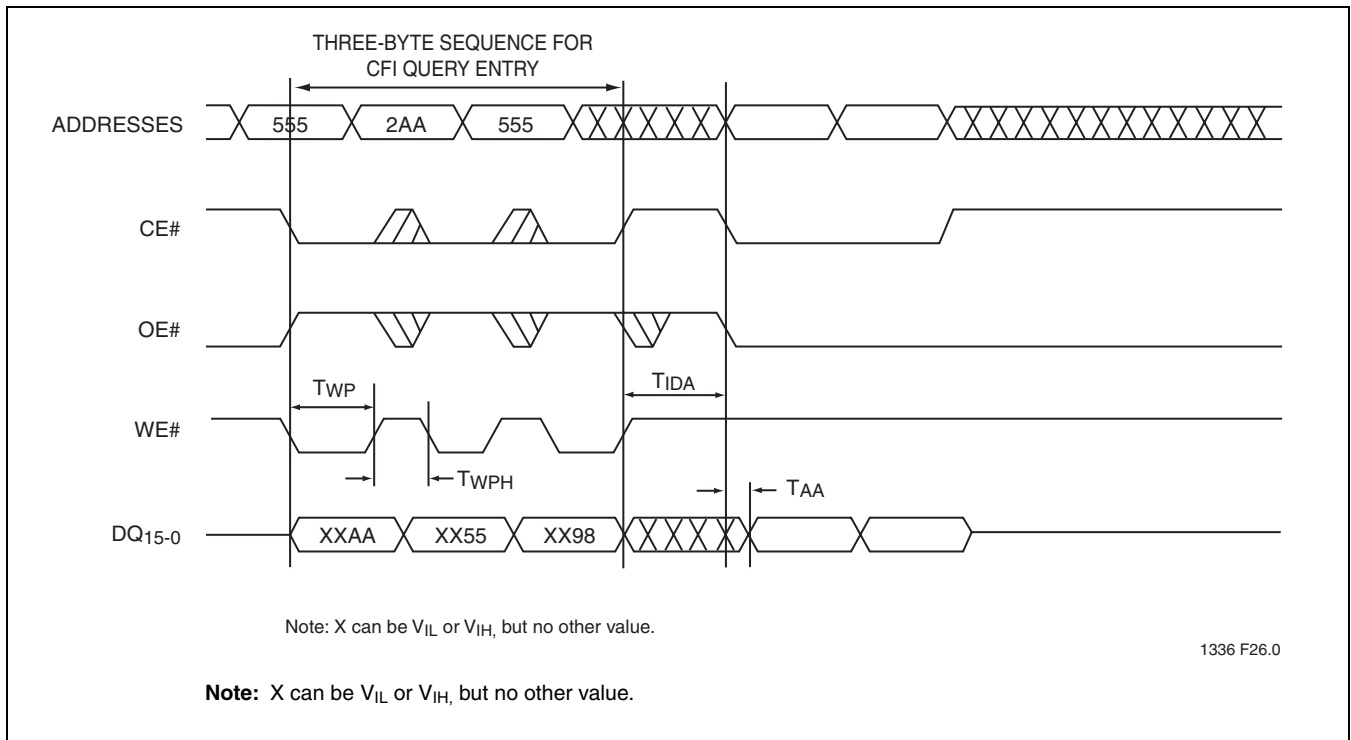 THREE-BYTE SEQUENCE FOR
CFI QUERY ENTRY
ADDRESSES 555 2AA 555
CE#
OE#
TWP TIDA
WE#
TWPH
TAA
DQ15-0 XXAA XX55 XX98
Note: X can be VIL or VIH, but no other value.
1336 F26.0
Note: X can be VIL or VIH, but no other value.